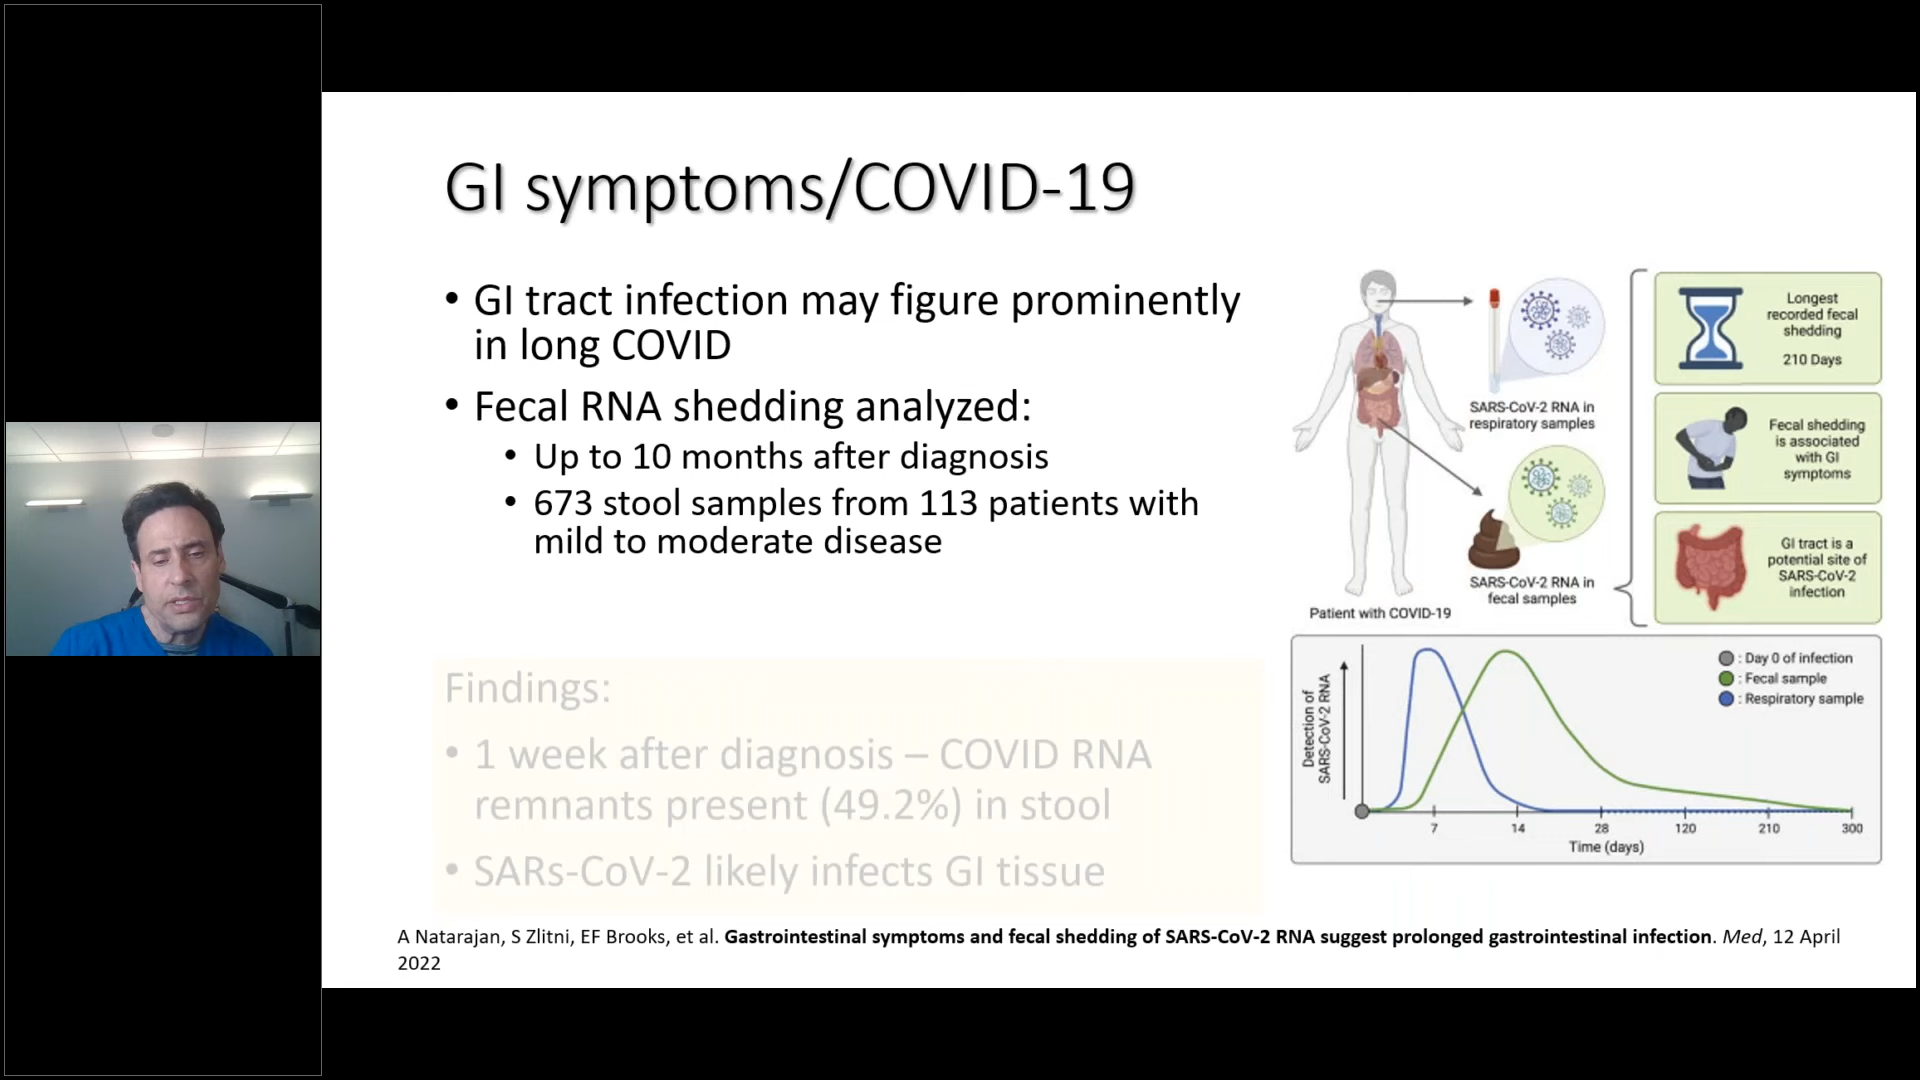 GI symptoms/COVID-19
• GI tract infection may figure prominently
in long COVID
• Fecal RNA shedding analyzed:
• Up to 10 months after diagnosis
• 673 stool samples from 113 patients with
mild to moderate disease
Findings:
• 1 week after diagnosis – COVID RNA
remnants present (49.2%) in stool
• SARs-CoV-2 likely infects GI tissue
SARS-CoV-2 RNA in
respiratory samples
SARS-CoV-2 RNA in
fecal samples
Patient with COVID-19
Longest
recorded fecal
shedding
210 Days
Fecal shedding
is associated
with GI
symptoms
GI tract is a
potential site of
SARS-CoV-2
infection
Detection of
SARS-CoV-2 RNA
: Day 0 of infection
: Fecal sample
: Respiratory sample
7 14 28 120 210 300
Time (days)
A Natarajan, S Zlitni, EF Brooks, et al. Gastrointestinal symptoms and fecal shedding of SARS-CoV-2 RNA suggest prolonged gastrointestinal infection. Med, 12 April
2022